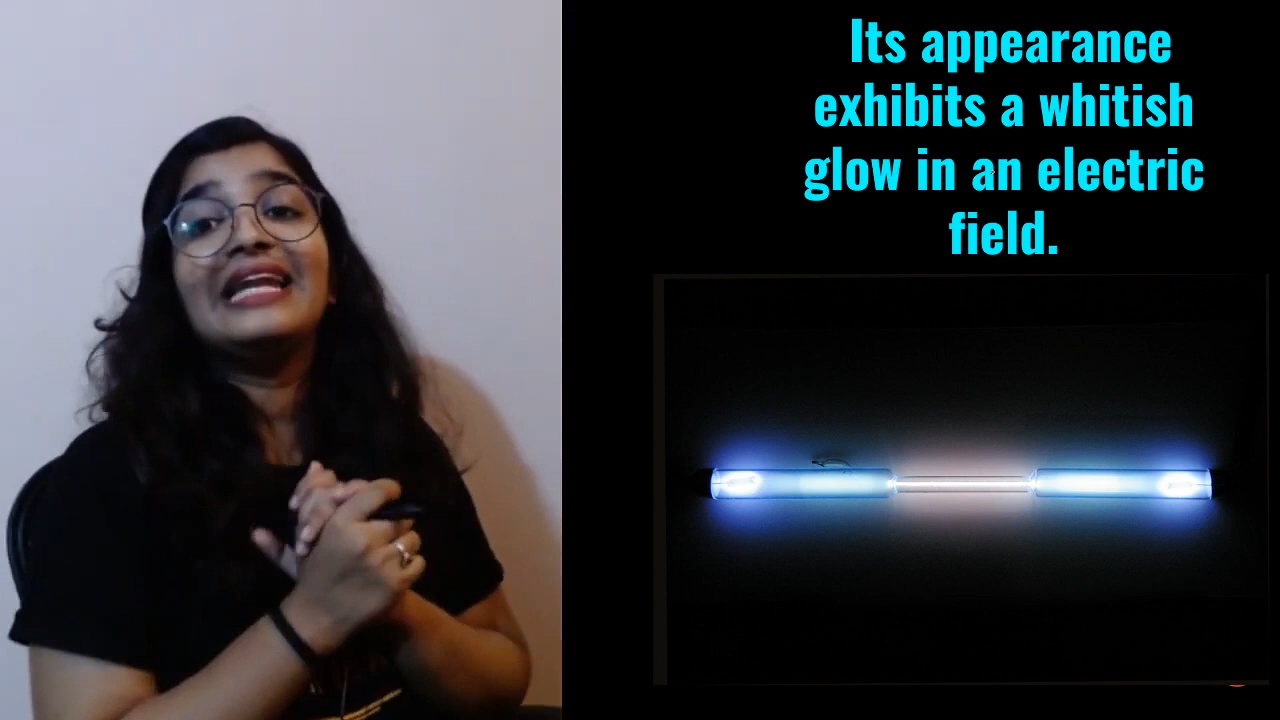 Its appearance
exhibits a whitish
glow in an electric
field.